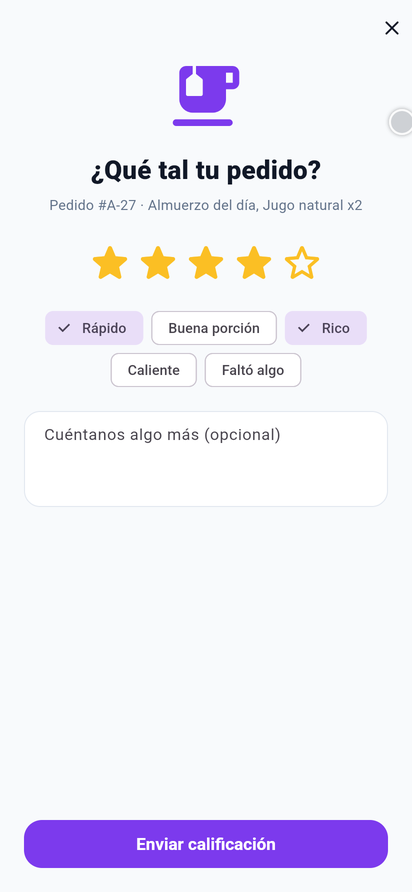 ¿Qué tal tu pedido?
Pedido #A-27 · Almuerzo del día, Jugo natural x2
Rápido
Buena porción
Rico
Caliente
Faltó algo
Cuéntanos algo más (opcional)
Enviar calificación